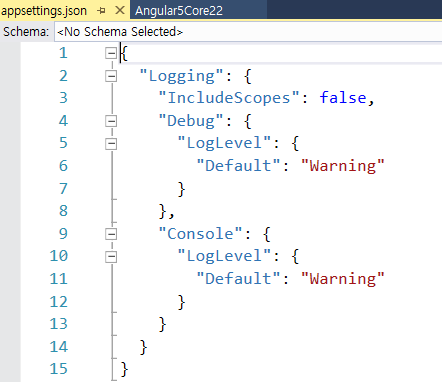 appsettings.json Angular5Core22
Schema: <No Schema Selected>
1 {
2 "Logging": {
3 "IncludeScopes": false,
4 "Debug": {
5 "LogLevel": {
6 "Default": "Warning"
7 }
8 },
9 "Console": {
10 "LogLevel": {
11 "Default": "Warning"
12 }
13 }
14 }
15 }